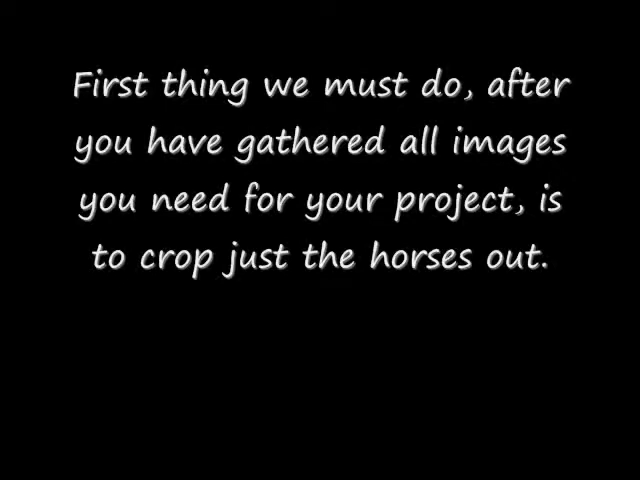 First thing we must do, after
you have gathered all images
you need for your project, is
to crop just the horses out.